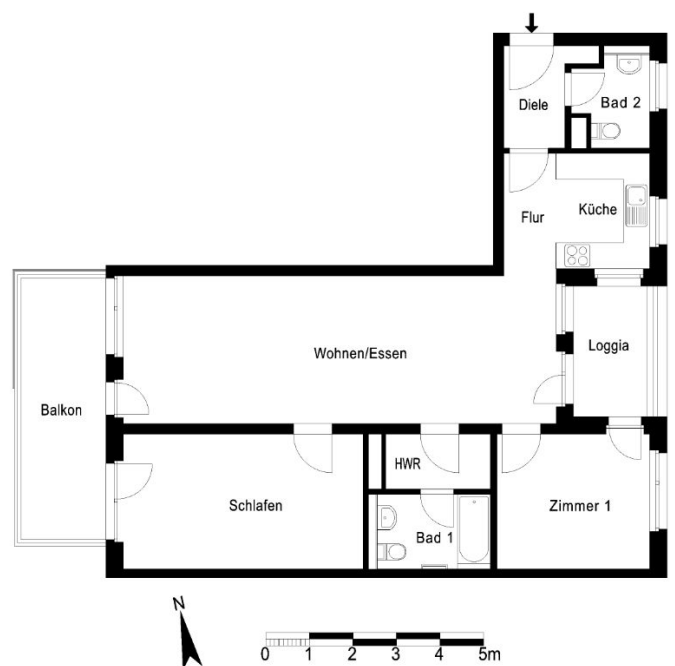 Diele
Bad 2
Küche
Flur
Wohnen/Essen
Loggia
Balkon
HWR
Schlafen
Zimmer 1
Bad 1
N
0 1 2 3 4 5m